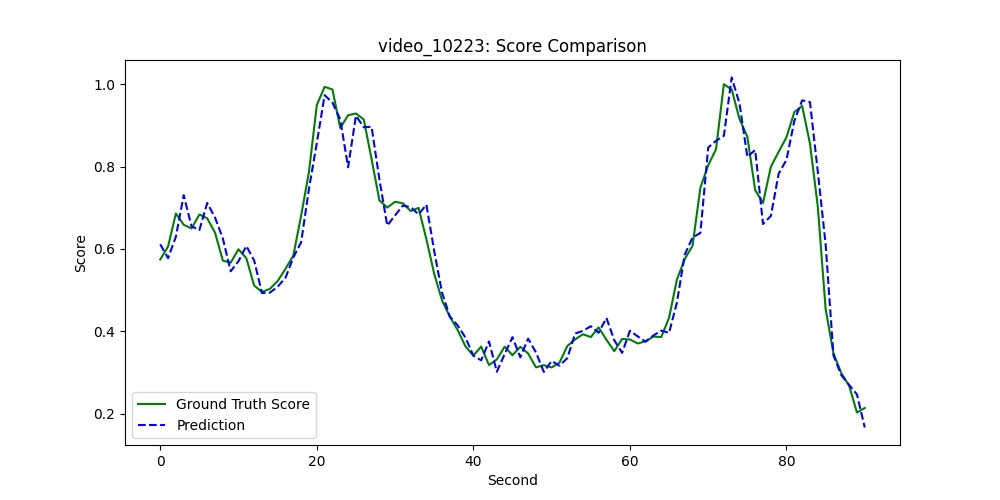 video_10223: Score Comparison
1.0
0.8
0.6
0.4
0.2
Score
Ground Truth Score
Prediction
0 20 40 60 80
Second